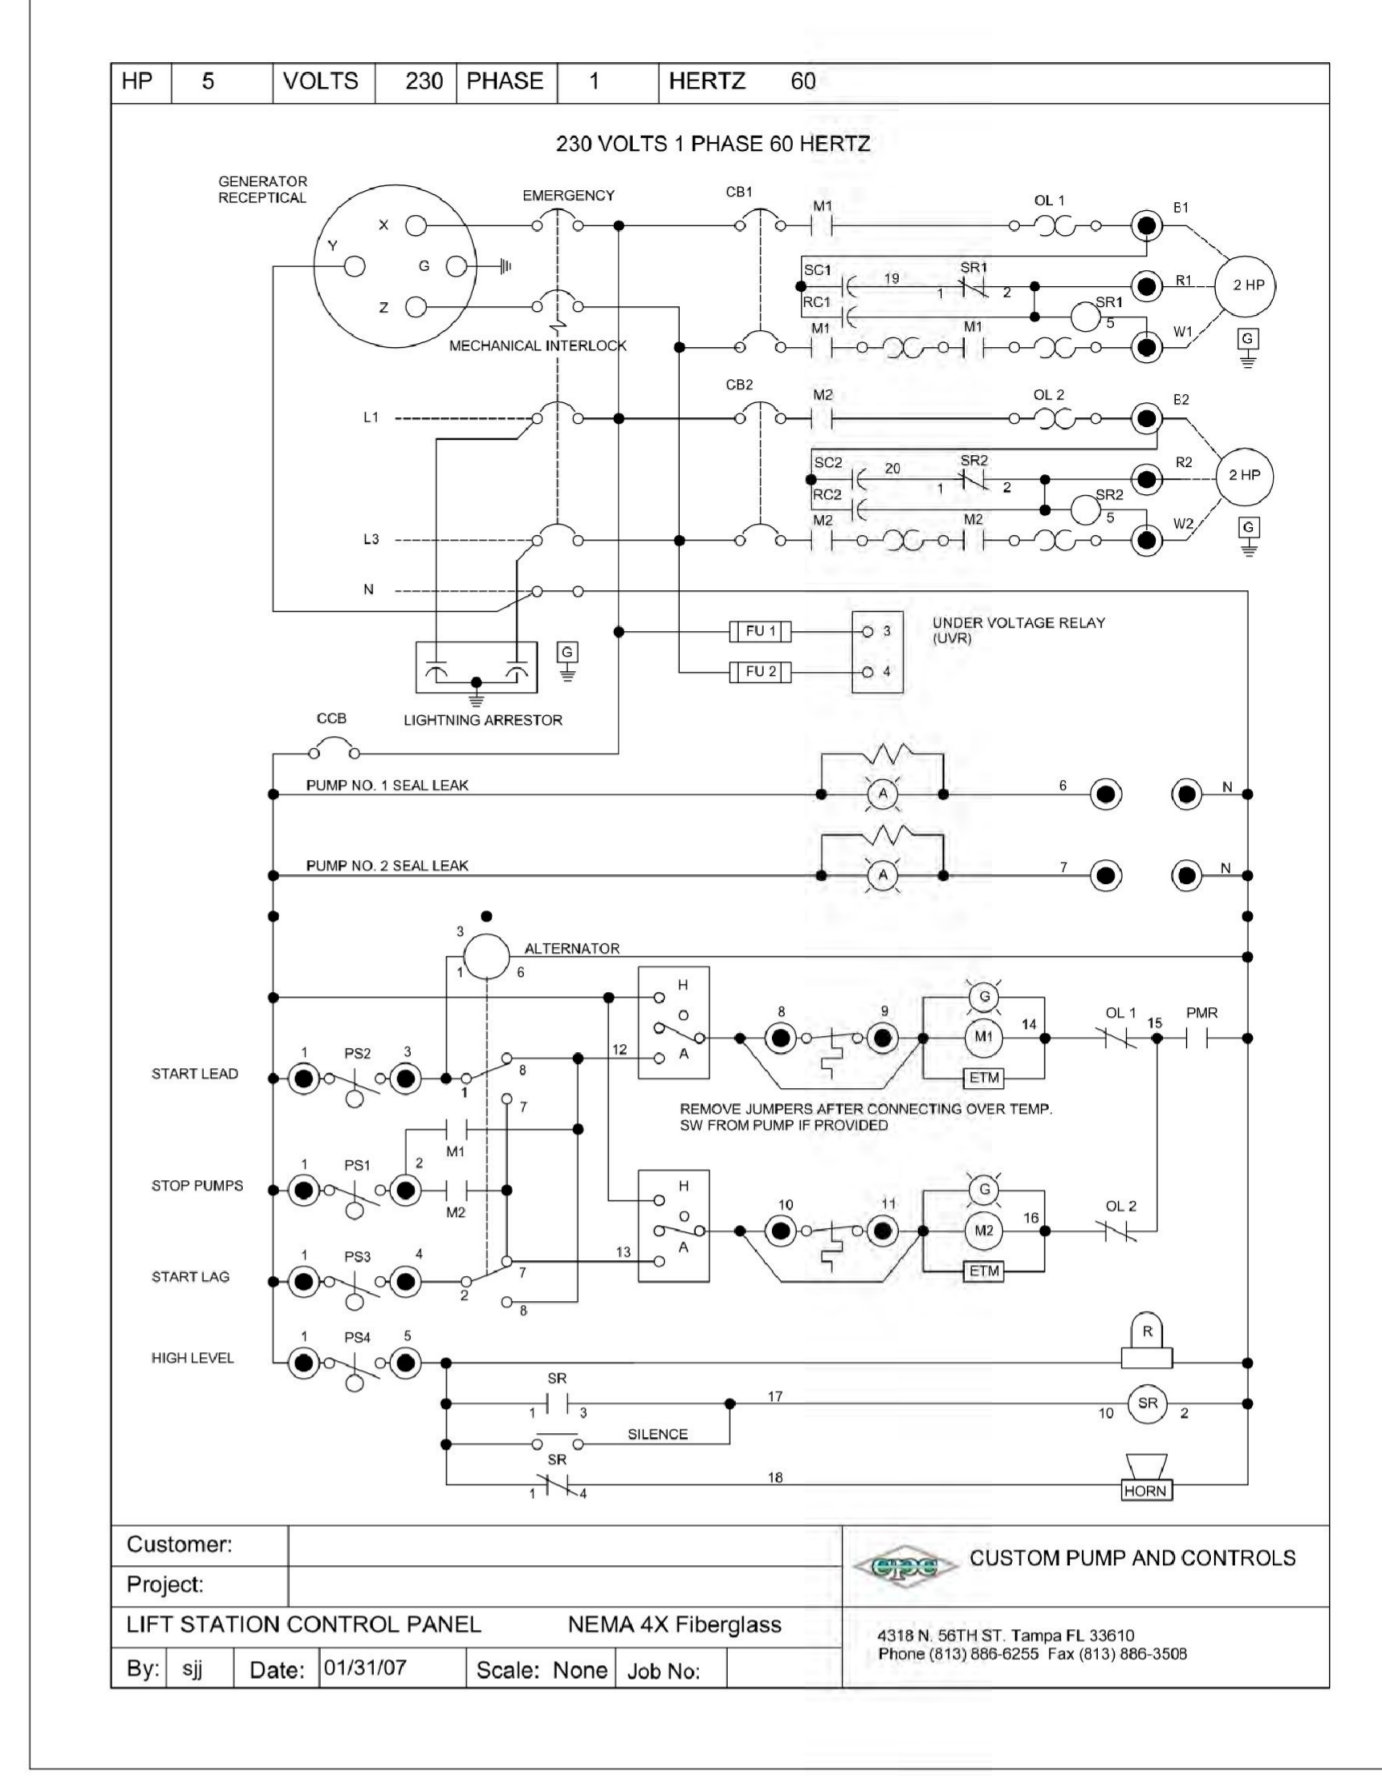 HP 5 VOLTS 230 PHASE 1 HERTZ 60
230 VOLTS 1 PHASE 60 HERTZ
GENERATOR
RECEPTICAL
X
Y
G
Z
EMERGENCY
MECHANICAL INTERLOCK
CB1
M1
OL 1
B1
SC1
19
SR1
1
2
R1
2 HP
RC1
SR1
5
M1
M1
W1
G
L1
CB2
M2
OL 2
B2
SC2
20
SR2
1
2
R2
2 HP
RC2
SR2
5
M2
M2
W2
G
L3
N
FU 1
3
UNDER VOLTAGE RELAY
(UVR)
FU 2
4
G
LIGHTNING ARRESTOR
CCB
PUMP NO. 1 SEAL LEAK
A
6
N
PUMP NO. 2 SEAL LEAK
A
7
N
3
ALTERNATOR
1
6
H
O
A
12
8
9
G
M1
ETM
14
OL 1
15
PMR
START LEAD
1
PS2
3
1
8
7
REMOVE JUMPERS AFTER CONNECTING OVER TEMP.
SW FROM PUMP IF PROVIDED
M1
STOP PUMPS
1
PS1
2
M2
H
O
A
13
10
11
G
M2
ETM
16
OL 2
START LAG
1
PS3
4
2
7
8
HIGH LEVEL
1
PS4
5
R
SR
1
3
17
10
SR
2
SILENCE
SR
1
4
18
HORN
Customer:
Project:
cpc
CUSTOM PUMP AND CONTROLS
LIFT STATION CONTROL PANEL NEMA 4X Fiberglass
4318 N. 56TH ST. Tampa FL 33610
Phone (813) 886-6255 Fax (813) 886-3508
By: sjj Date: 01/31/07 Scale: None Job No: